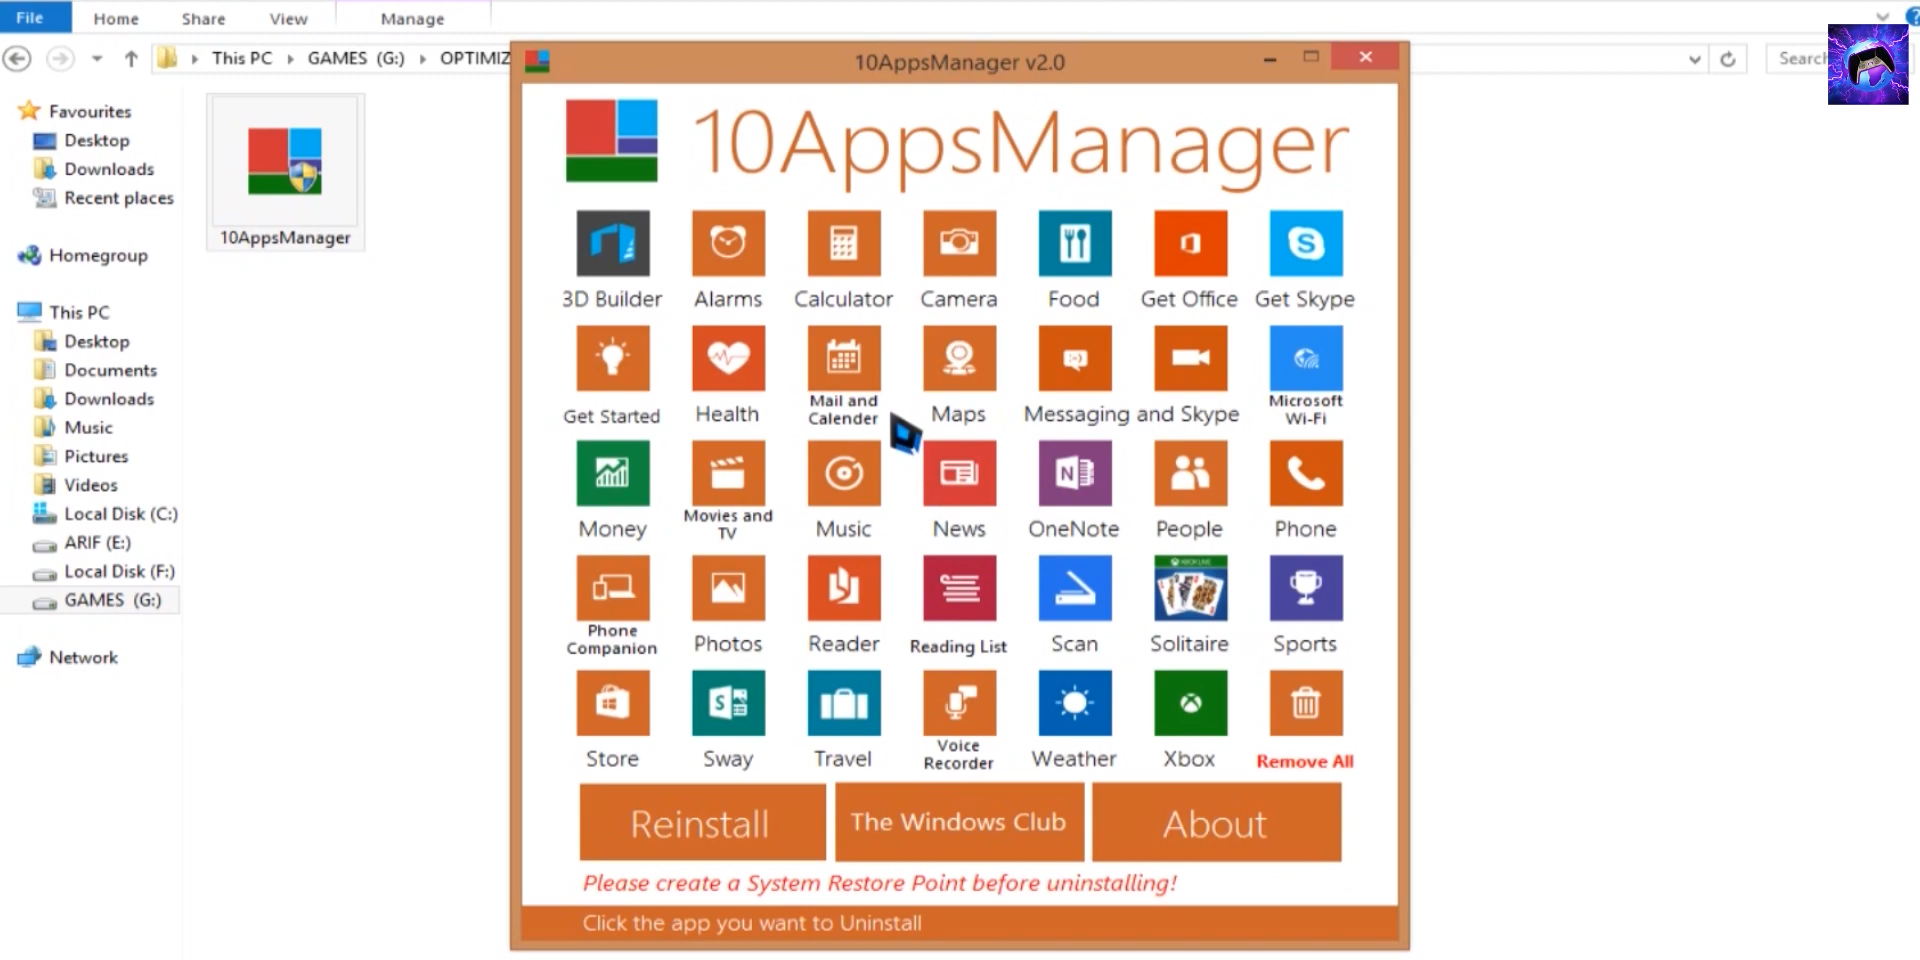 File Home Share View Manage
This PC GAMES (G:) OPTIMIZ
Search
10AppsManager v2.0
Favourites
Desktop
Downloads
Recent places
Homegroup
This PC
Desktop
Documents
Downloads
Music
Pictures
Videos
Local Disk (C:)
ARIF (E:)
Local Disk (F:)
GAMES (G:)
Network
10AppsManager
10AppsManager
3D Builder Alarms Calculator Camera Food Get Office Get Skype
Get Started Health Mail and Calender Maps Messaging and Skype Microsoft Wi-Fi
Money Movies and TV Music News OneNote People Phone
Phone Companion Photos Reader Reading List Scan Solitaire Sports
Store Sway Travel Voice Recorder Weather Xbox Remove All
Reinstall The Windows Club About
Please create a System Restore Point before uninstalling!
Click the app you want to Uninstall